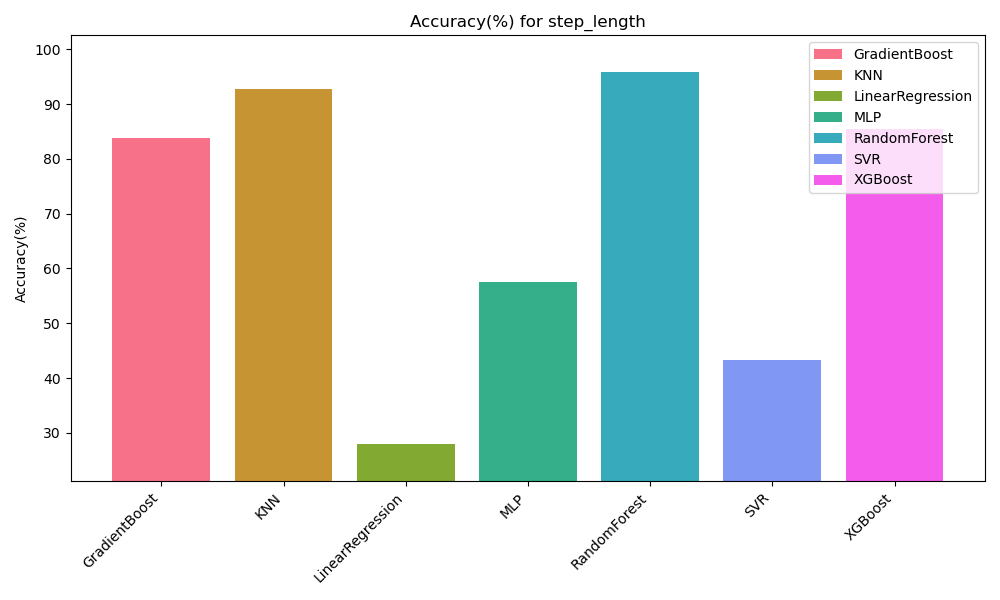 Accuracy(%) for step_length
Accuracy(%)
100
90
80
70
60
50
40
30
GradientBoost
KNN
LinearRegression
MLP
RandomForest
SVR
XGBoost
GradientBoost
KNN
LinearRegression
MLP
RandomForest
SVR
XGBoost